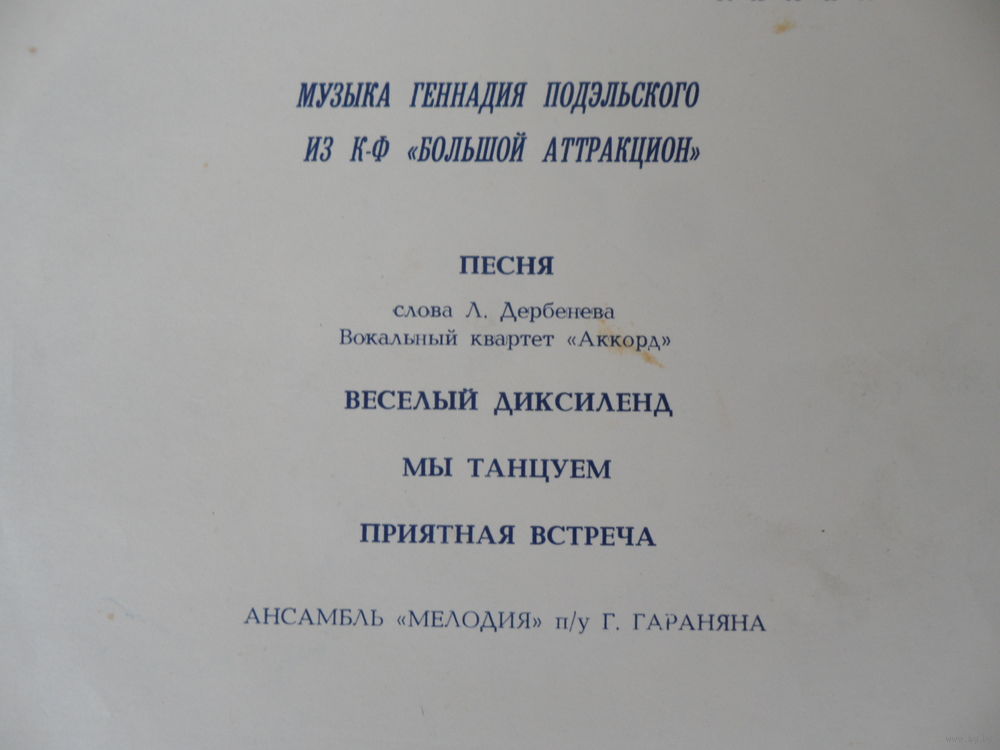 МУЗЫКА ГЕННАДИЯ ПОДЭЛЬСКОГО
ИЗ К-Ф «БОЛЬШОЙ АТТРАКЦИОН»
ПЕСНЯ
слова Л. Дербенева
Вокальный квартет «Аккорд»
ВЕСЕЛЫЙ ДИКСИЛЕНД
МЫ ТАНЦУЕМ
ПРИЯТНАЯ ВСТРЕЧА
АНСАМБЛЬ «МЕЛОДИЯ» п/у Г. ГАРАНЯНА